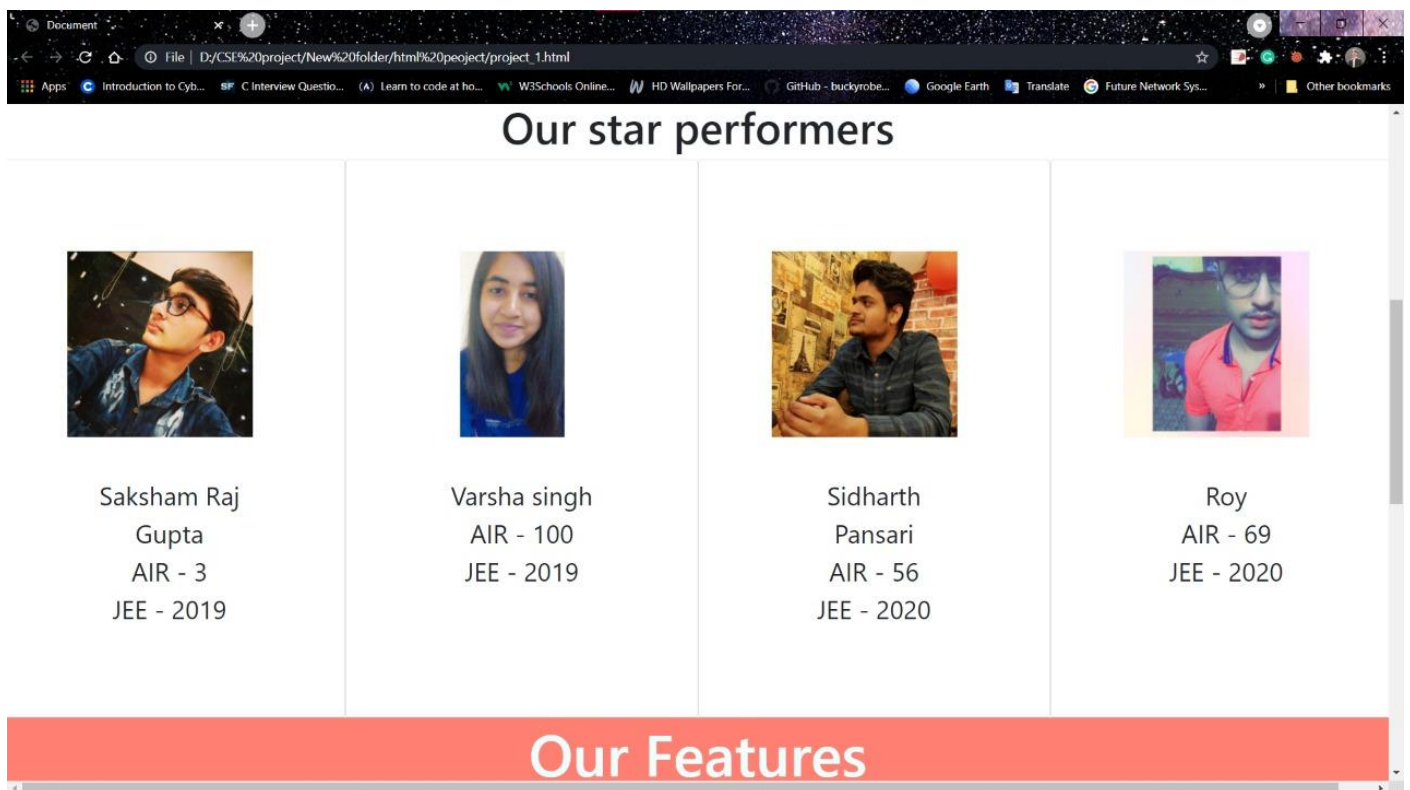 Document
File | D:/CSE%20project/New%20folder/html%20peoject/project_1.html
Apps Introduction to Cyb... C Interview Questio... Learn to code at ho... W3Schools Online... HD Wallpapers For... GitHub - buckyrobe... Google Earth Translate Future Network Sys... » Other bookmarks
Our star performers
Saksham Raj
Gupta
AIR - 3
JEE - 2019
Varsha singh
AIR - 100
JEE - 2019
Sidharth
Pansari
AIR - 56
JEE - 2020
Roy
AIR - 69
JEE - 2020
Our Features